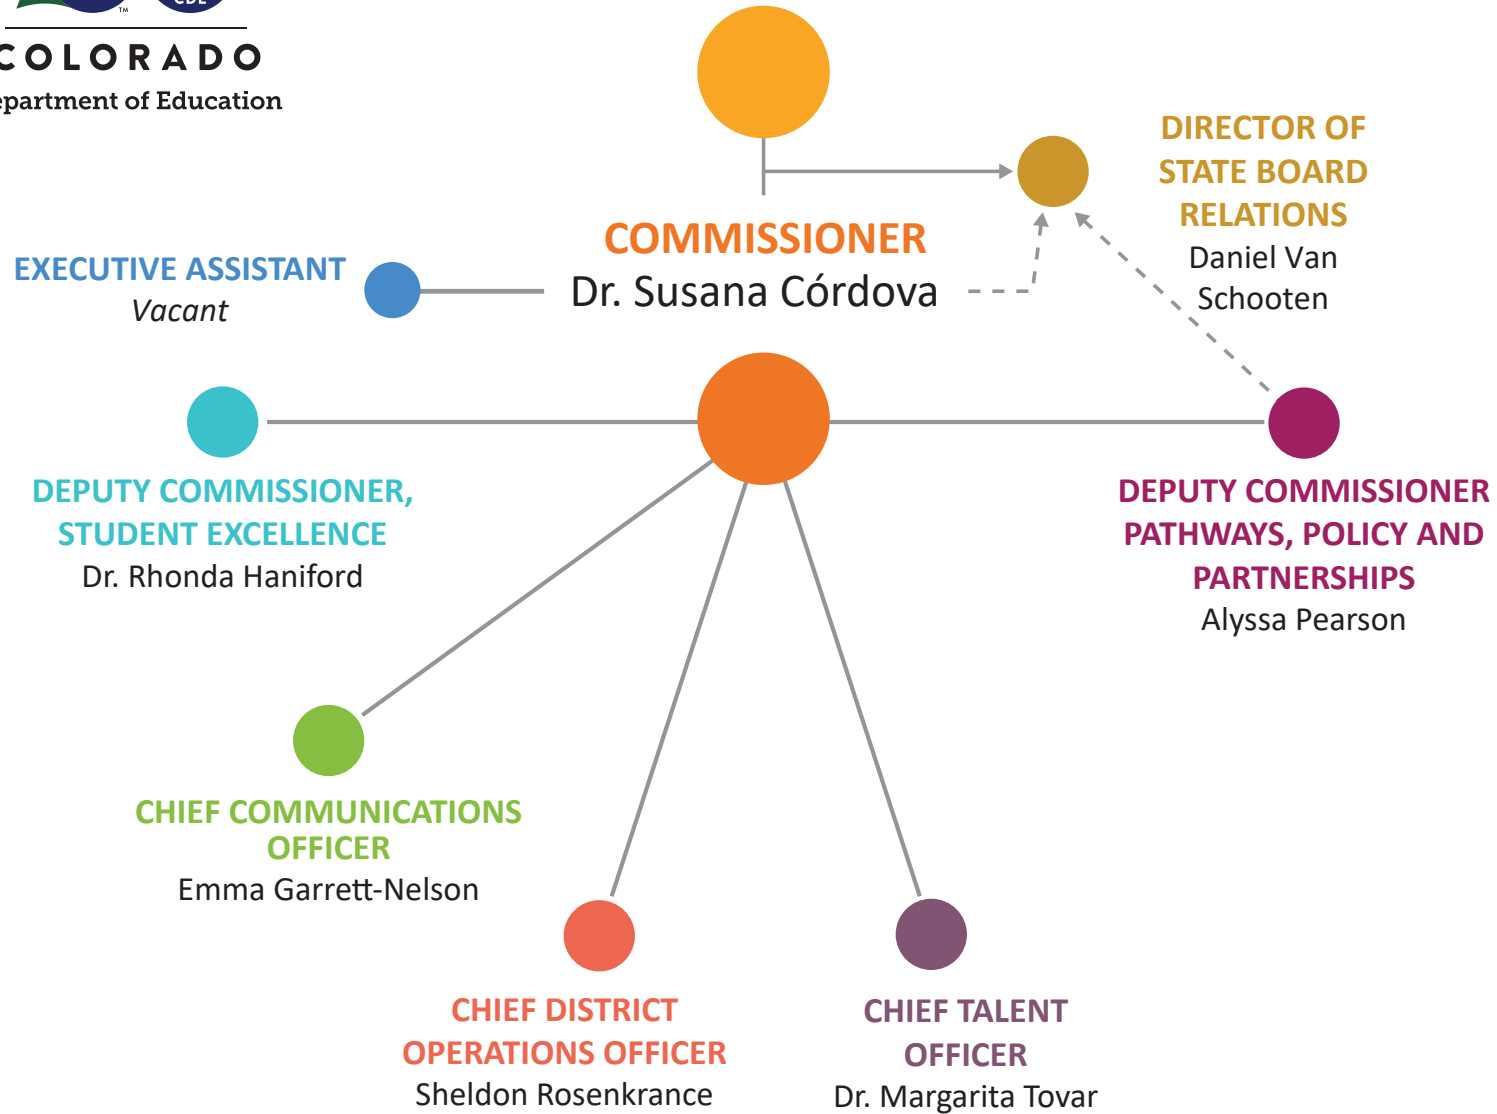 CDE
TM
COLORADO
epartment of Education
DIRECTOR OF
STATE BOARD
RELATIONS
Daniel Van
Schooten
COMMISSIONER
Dr. Susana Córdova
EXECUTIVE ASSISTANT
Vacant
DEPUTY COMMISSIONER,
STUDENT EXCELLENCE
Dr. Rhonda Haniford
DEPUTY COMMISSIONER
PATHWAYS, POLICY AND
PARTNERSHIPS
Alyssa Pearson
CHIEF COMMUNICATIONS
OFFICER
Emma Garrett-Nelson
CHIEF DISTRICT
OPERATIONS OFFICER
Sheldon Rosenkrance
CHIEF TALENT
OFFICER
Dr. Margarita Tovar